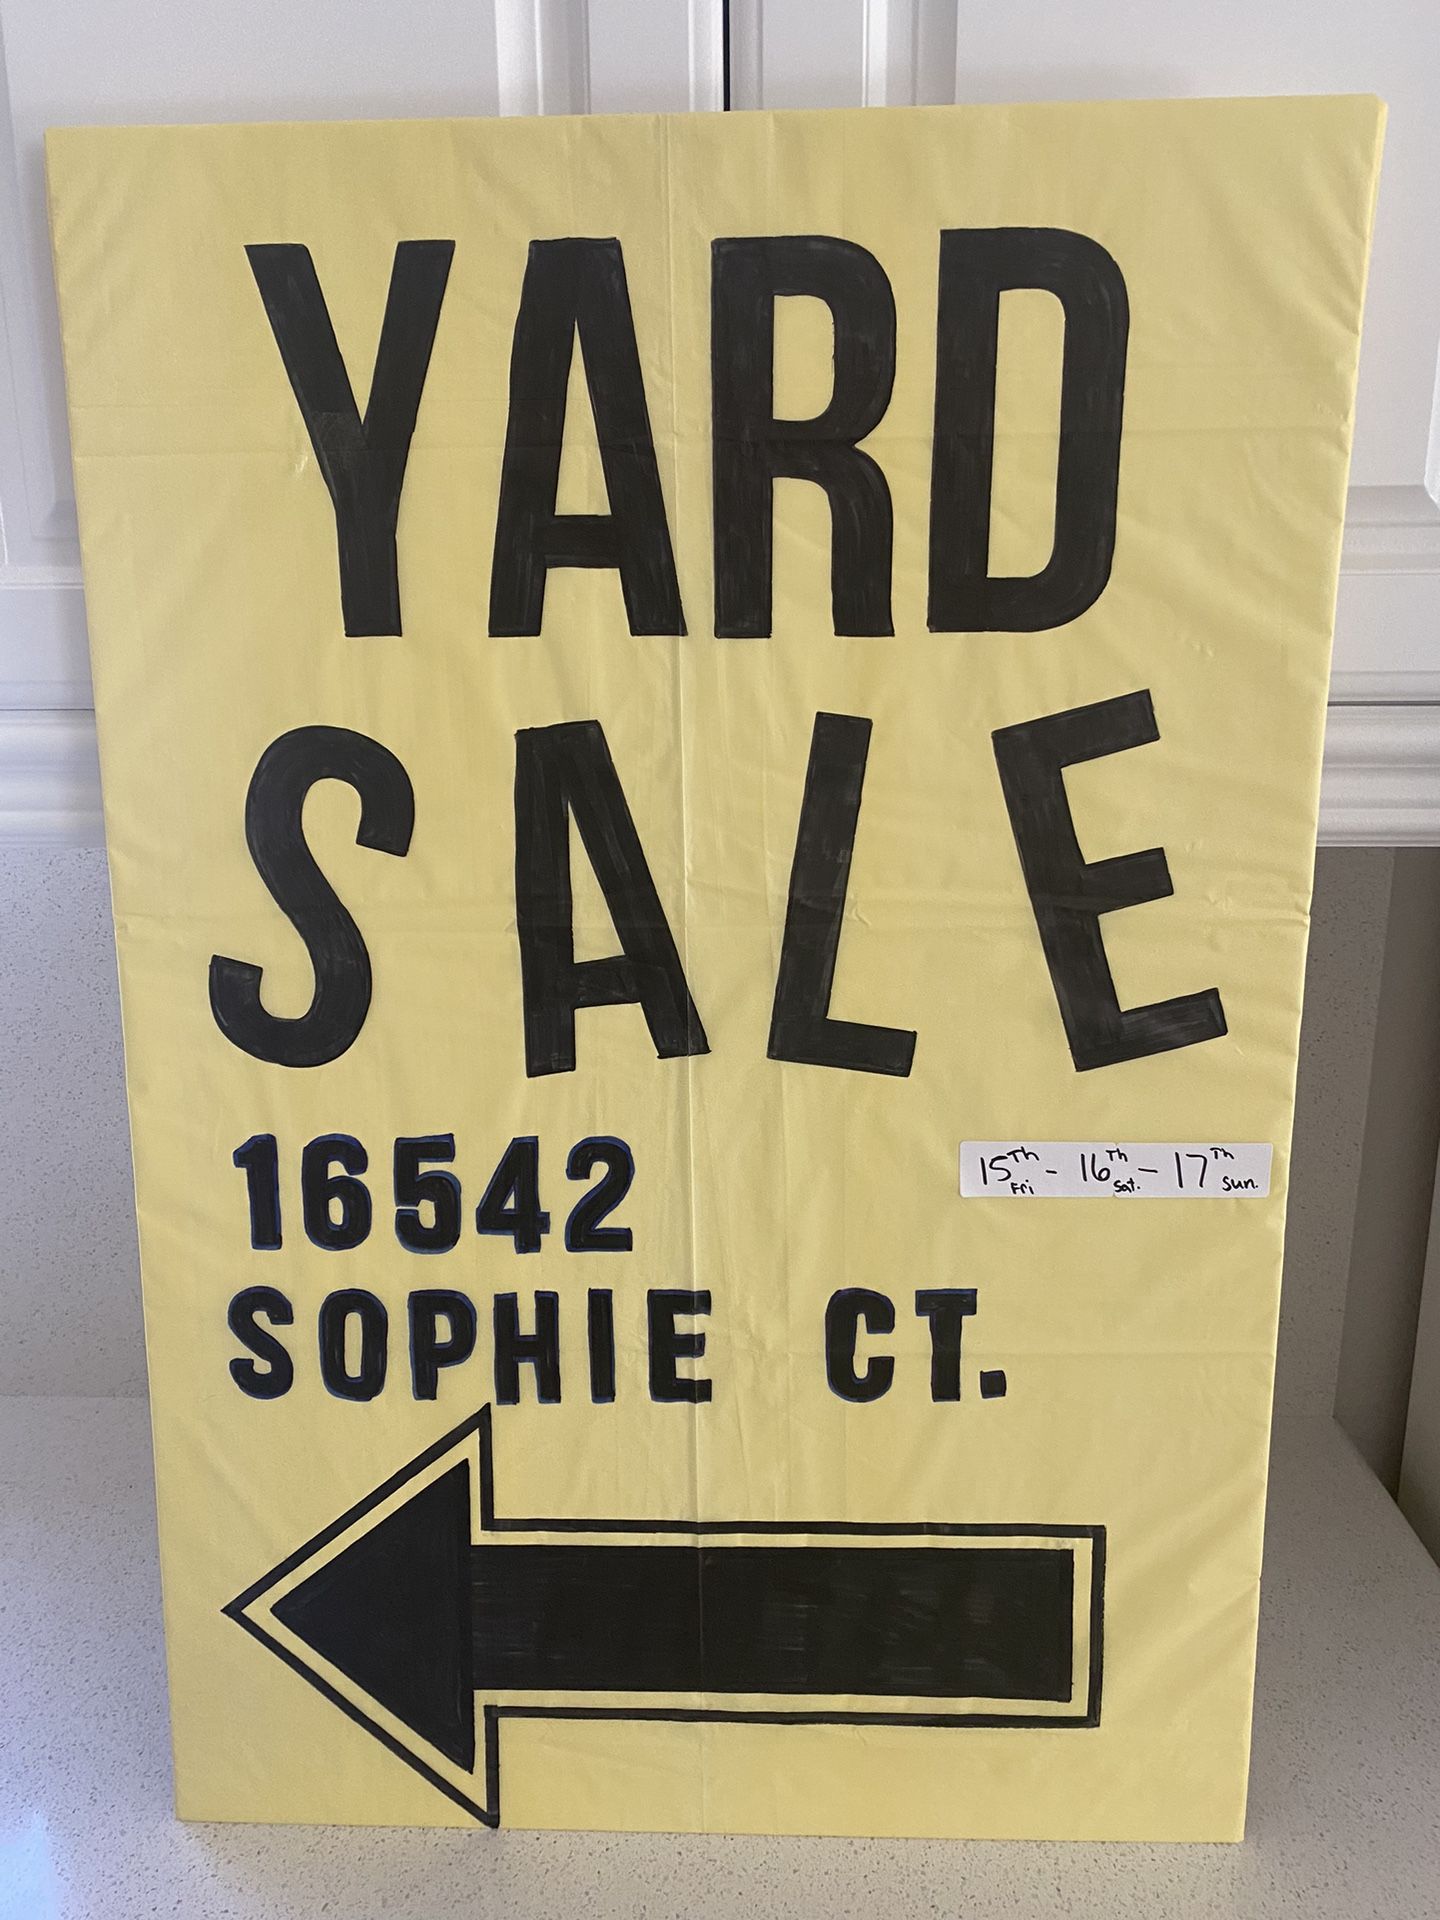 YARD
SALE
16542
15Th Fri - 16Th Sat. - 17Th Sun.
SOPHIE CT.